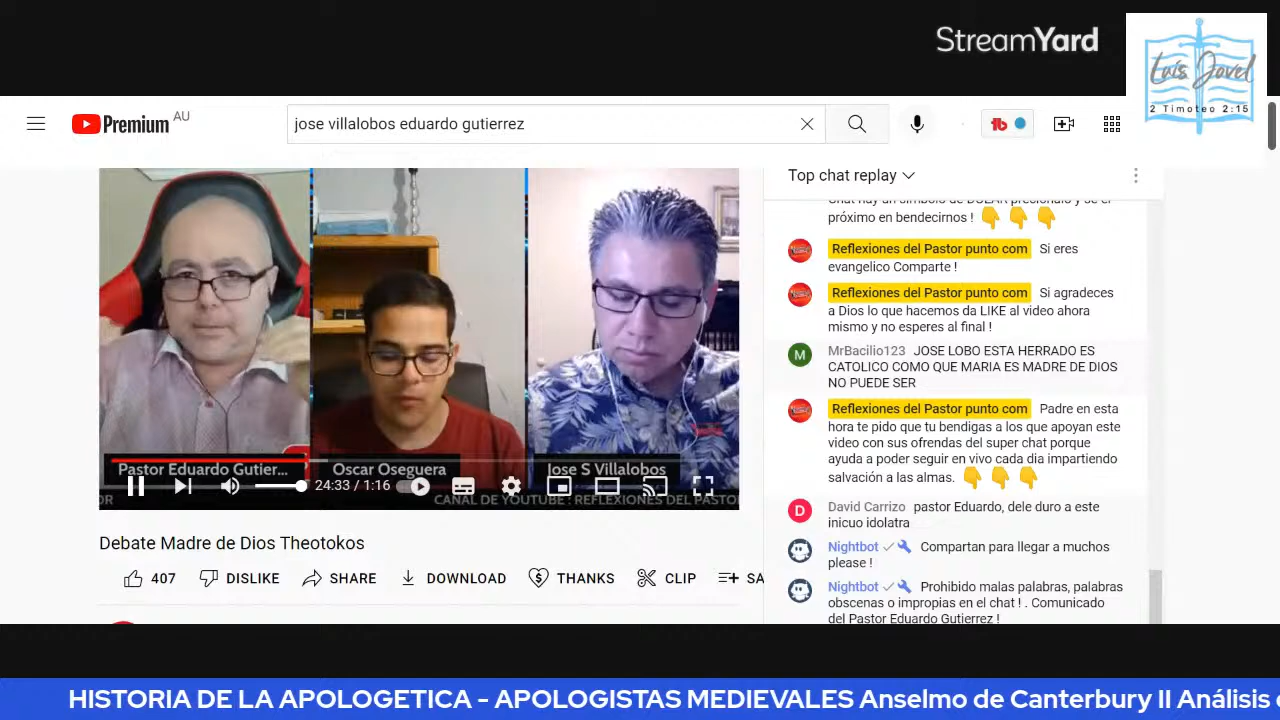 StreamYard
Luis Jovel
2 Timoteo 2:15
Premium AU
jose villalobos eduardo gutierrez
Top chat replay
próximo en bendecirnos !
Reflexiones del Pastor punto com Si eres
evangelico Comparte !
Reflexiones del Pastor punto com Si agradeces
a Dios lo que hacemos da LIKE al video ahora
mismo y no esperes al final !
M MrBacilio123 JOSE LOBO ESTA HERRADO ES
CATOLICO COMO QUE MARIA ES MADRE DE DIOS
NO PUEDE SER
Reflexiones del Pastor punto com Padre en esta
hora te pido que tu bendigas a los que apoyan este
video con sus ofrendas del super chat porque
ayuda a poder seguir en vivo cada dia impartiendo
salvación a las almas.
D David Carrizo pastor Eduardo, dele duro a este
inicuo idolatra
Nightbot Compartan para llegar a muchos
please !
Nightbot Prohibido malas palabras, palabras
obscenas o impropias en el chat ! . Comunicado
del Pastor Eduardo Gutierrez !
Pastor Eduardo Gutier...
Oscar Oseguera
Jose S Villalobos
24:33 / 1:16
CANAL DE YOUTUBE : REFLEXIONES DEL PASTOR
Debate Madre de Dios Theotokos
407 DISLIKE SHARE DOWNLOAD THANKS CLIP SA
HISTORIA DE LA APOLOGETICA - APOLOGISTAS MEDIEVALES Anselmo de Canterbury II Análisis